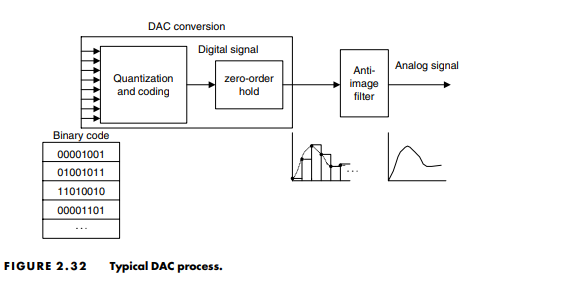 DAC conversion
Digital signal
Quantization
and coding
zero-order
hold
Anti-
image
filter
Analog signal
Binary code
00001001
01001011
11010010
00001101
...
...
FIGURE 2.32 Typical DAC process.